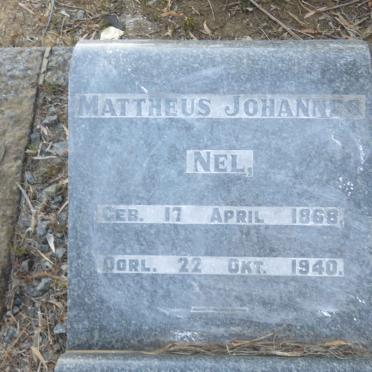 MATTHEUS JOHANNES
NEL,
GEB. 17 APRIL 1868
OORL. 22 OKT. 1940.